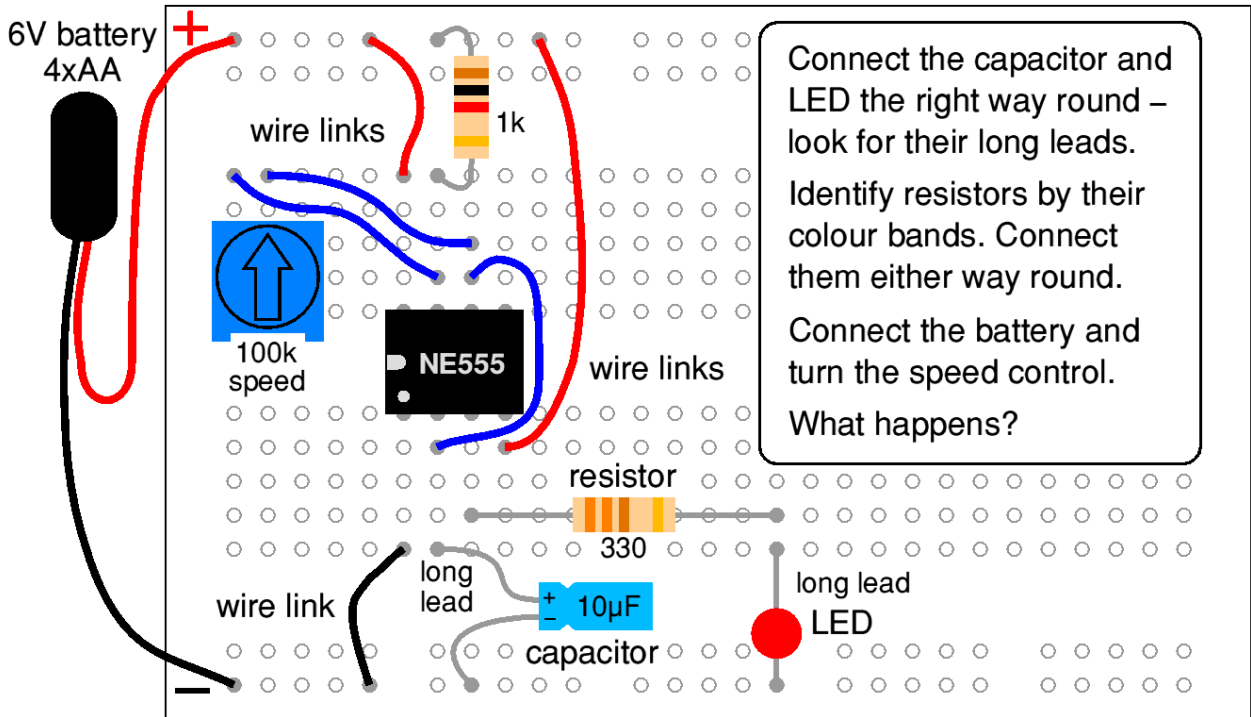 6V battery
4xAA
+
wire links
1k
Connect the capacitor and
LED the right way round –
look for their long leads.
Identify resistors by their
colour bands. Connect
them either way round.
Connect the battery and
turn the speed control.
What happens?
100k
speed
NE555
wire links
resistor
330
wire link
long
lead
+
–
10µF
capacitor
long lead
LED
–